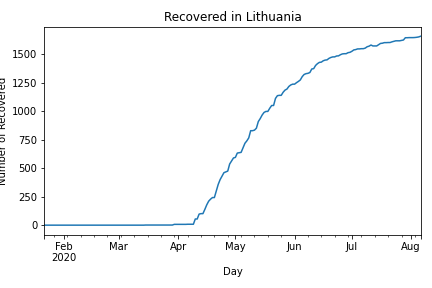 Recovered in Lithuania
Number of Recovered
1500
1250
1000
750
500
250
0
Feb
2020
Mar
Apr
May
Jun
Jul
Aug
Day